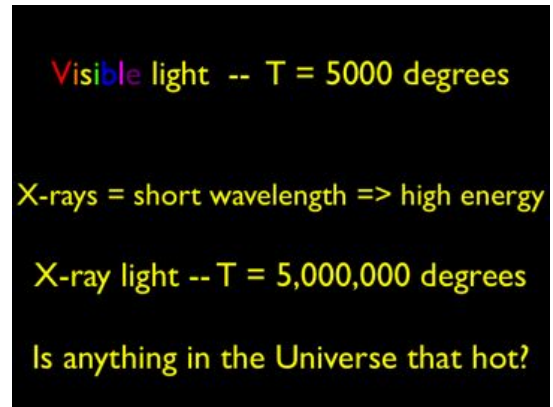 Visible light -- T = 5000 degrees
X-rays = short wavelength => high energy
X-ray light -- T = 5,000,000 degrees
Is anything in the Universe that hot?